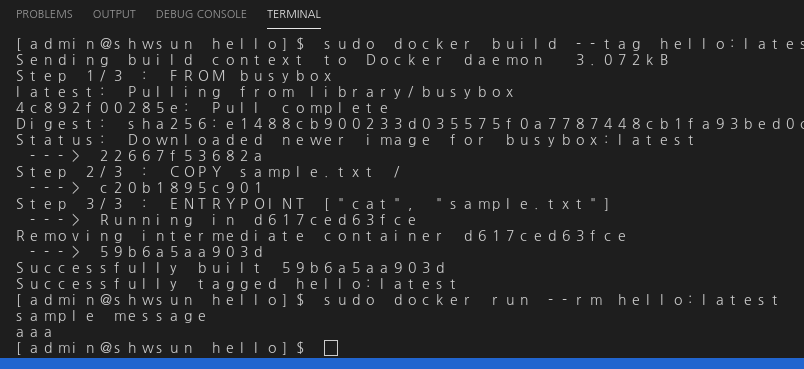 PROBLEMS OUTPUT DEBUG CONSOLE TERMINAL
[admin@shwsun hello]$ sudo docker build --tag hello:lates
Sending build context to Docker daemon 3.072kB
Step 1/3 : FROM busybox
latest: Pulling from library/busybox
4c892f00285e: Pull complete
Digest: sha256:e1488cb900233d035575f0a7787448cb1fa93bed0c
Status: Downloaded newer image for busybox:latest
---> 22667f53682a
Step 2/3 : COPY sample.txt /
---> c20b1895c901
Step 3/3 : ENTRYPOINT ["cat", "sample.txt"]
---> Running in d617ced63fce
Removing intermediate container d617ced63fce
---> 59b6a5aa903d
Successfully built 59b6a5aa903d
Successfully tagged hello:latest
[admin@shwsun hello]$ sudo docker run --rm hello:latest
sample message
aaa
[admin@shwsun hello]$